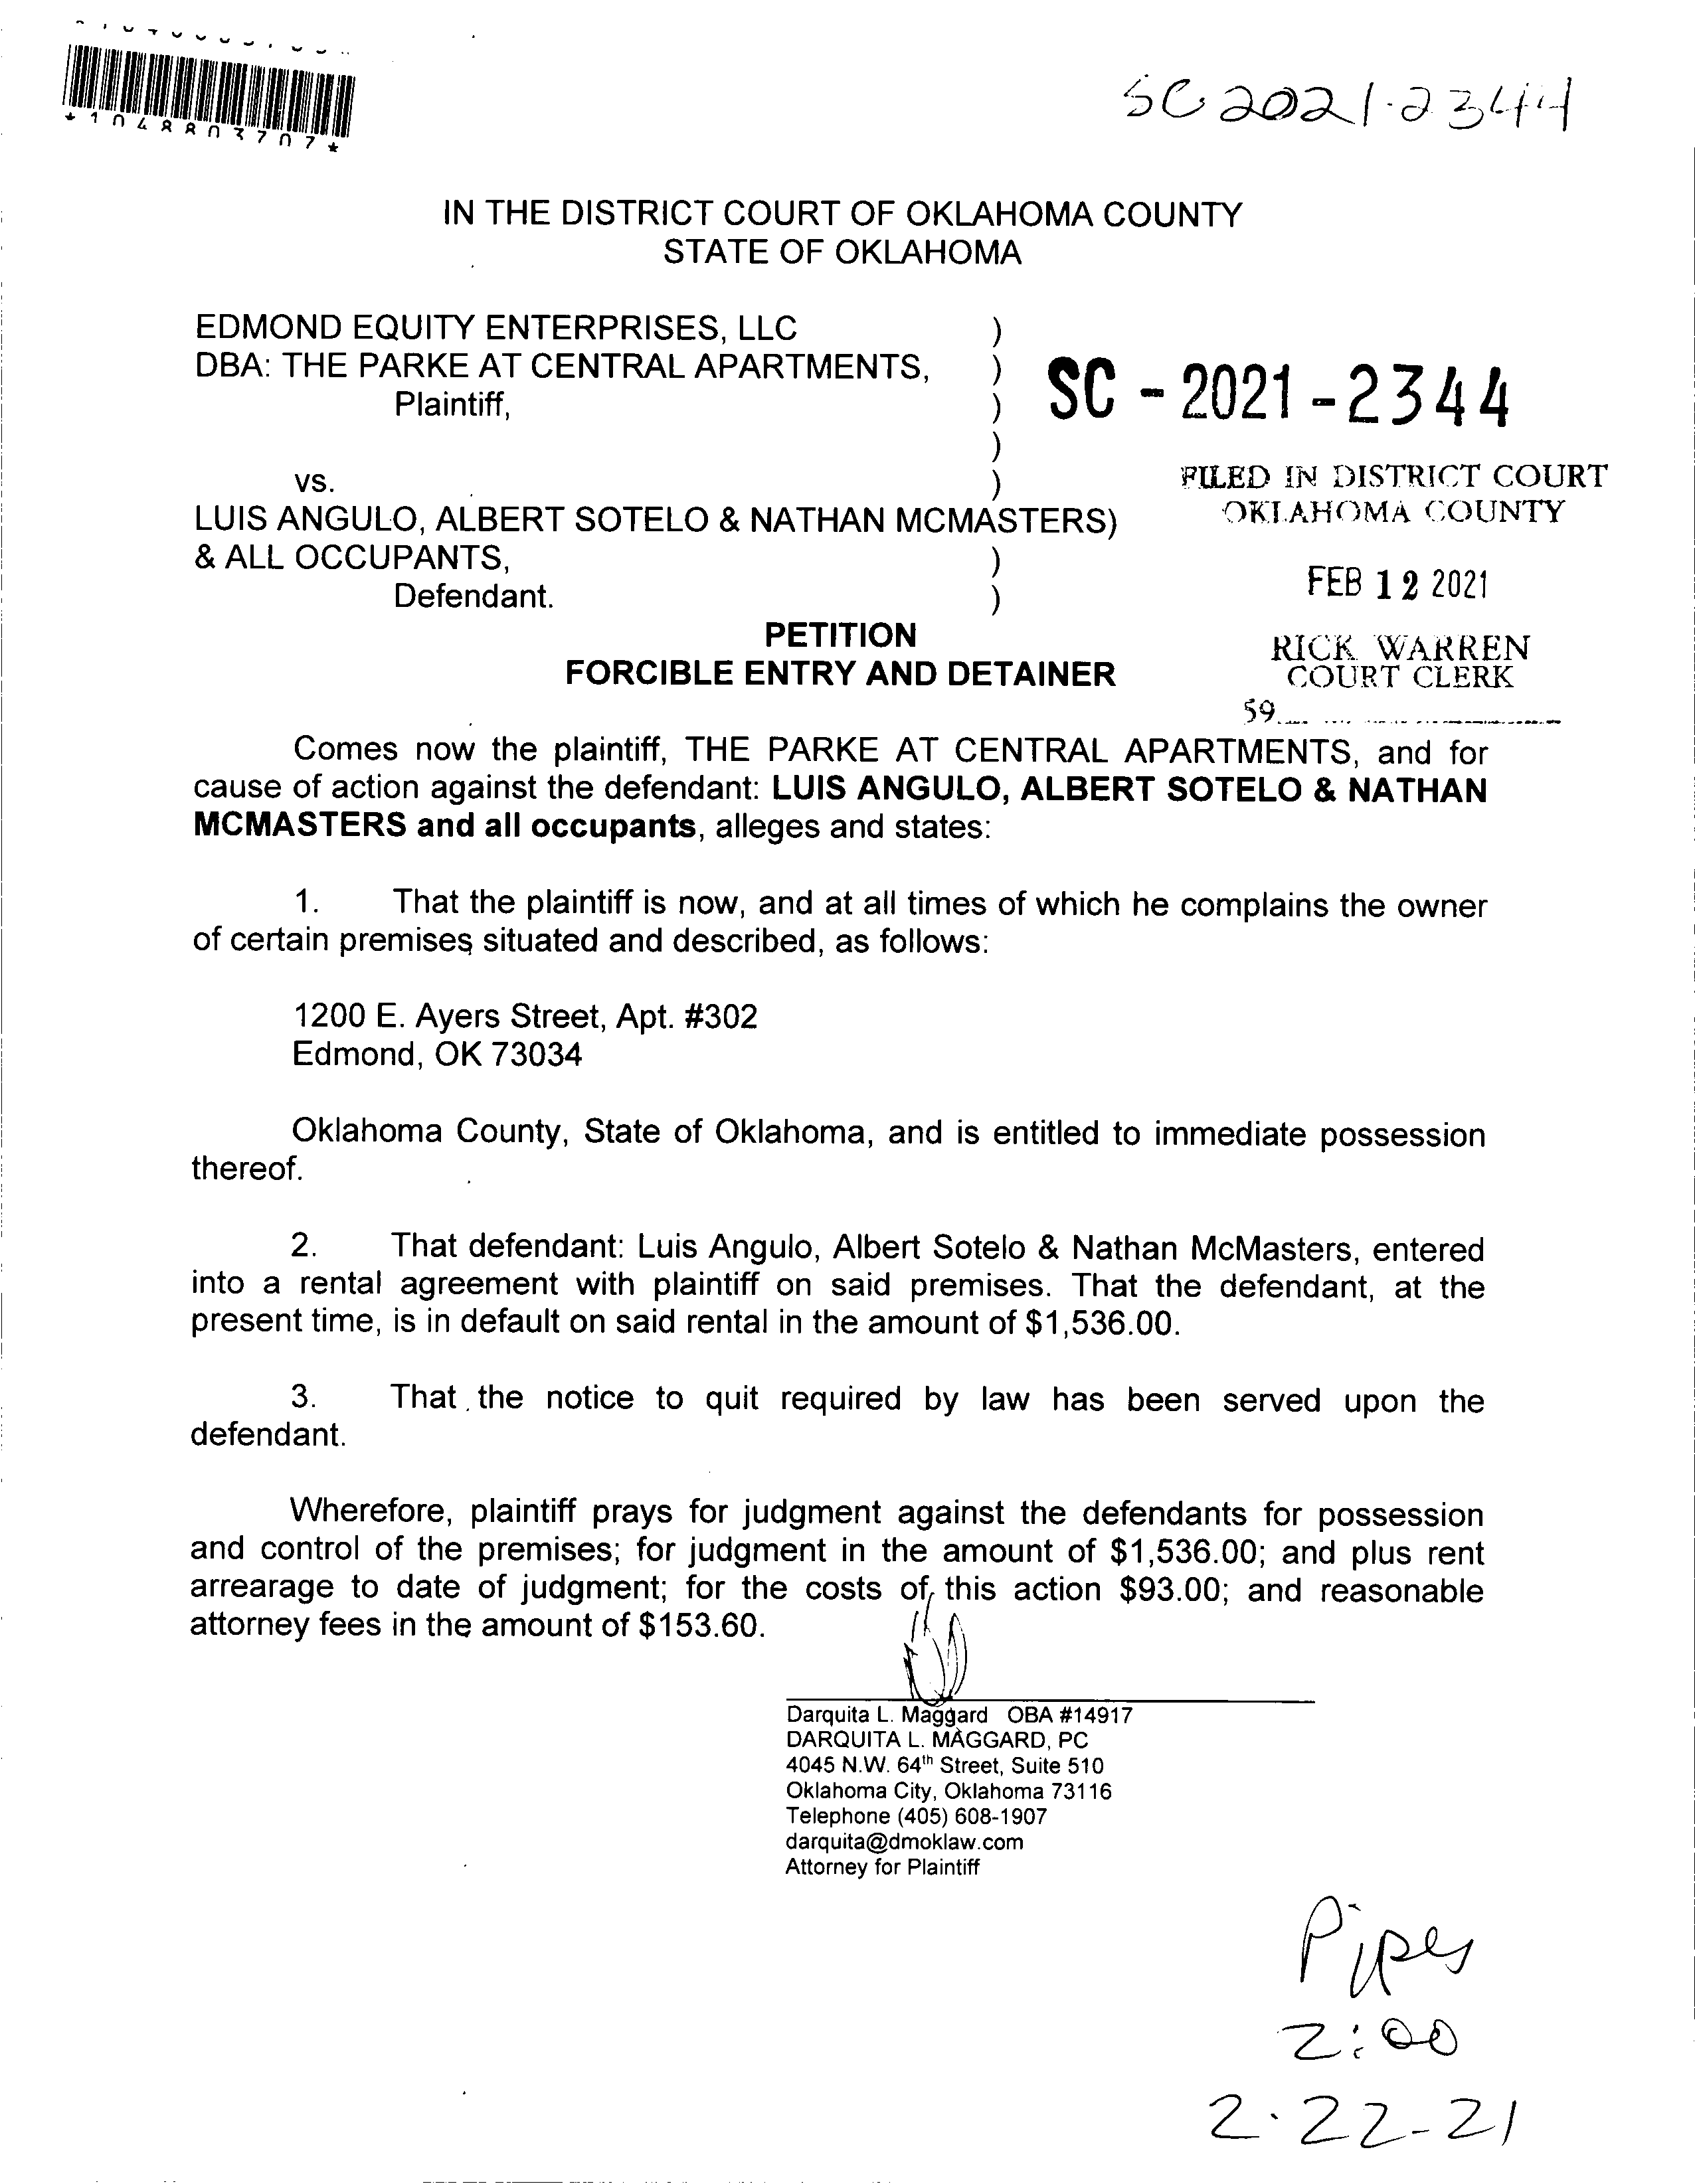 *1048803707*
SC 2021-2344
IN THE DISTRICT COURT OF OKLAHOMA COUNTY
STATE OF OKLAHOMA
EDMOND EQUITY ENTERPRISES, LLC )
DBA: THE PARKE AT CENTRAL APARTMENTS, )
Plaintiff, )
)
SC - 2021 - 2344
vs. )
LUIS ANGULO, ALBERT SOTELO & NATHAN MCMASTERS)
& ALL OCCUPANTS, )
Defendant. )
FILED IN DISTRICT COURT
OKLAHOMA COUNTY
FEB 12 2021
RICK WARREN
COURT CLERK
59
PETITION
FORCIBLE ENTRY AND DETAINER
Comes now the plaintiff, THE PARKE AT CENTRAL APARTMENTS, and for
cause of action against the defendant: LUIS ANGULO, ALBERT SOTELO & NATHAN
MCMASTERS and all occupants, alleges and states:
1. That the plaintiff is now, and at all times of which he complains the owner
of certain premises situated and described, as follows:
1200 E. Ayers Street, Apt. #302
Edmond, OK 73034
Oklahoma County, State of Oklahoma, and is entitled to immediate possession
thereof.
2. That defendant: Luis Angulo, Albert Sotelo & Nathan McMasters, entered
into a rental agreement with plaintiff on said premises. That the defendant, at the
present time, is in default on said rental in the amount of $1,536.00.
3. That the notice to quit required by law has been served upon the
defendant.
Wherefore, plaintiff prays for judgment against the defendants for possession
and control of the premises; for judgment in the amount of $1,536.00; and plus rent
arrearage to date of judgment; for the costs of this action $93.00; and reasonable
attorney fees in the amount of $153.60.
Darquita L. Maggard OBA #14917
DARQUITA L. MAGGARD, PC
4045 N.W. 64th Street, Suite 510
Oklahoma City, Oklahoma 73116
Telephone (405) 608-1907
darquita@dmoklaw.com
Attorney for Plaintiff
Pipes
2:00
2-22-21